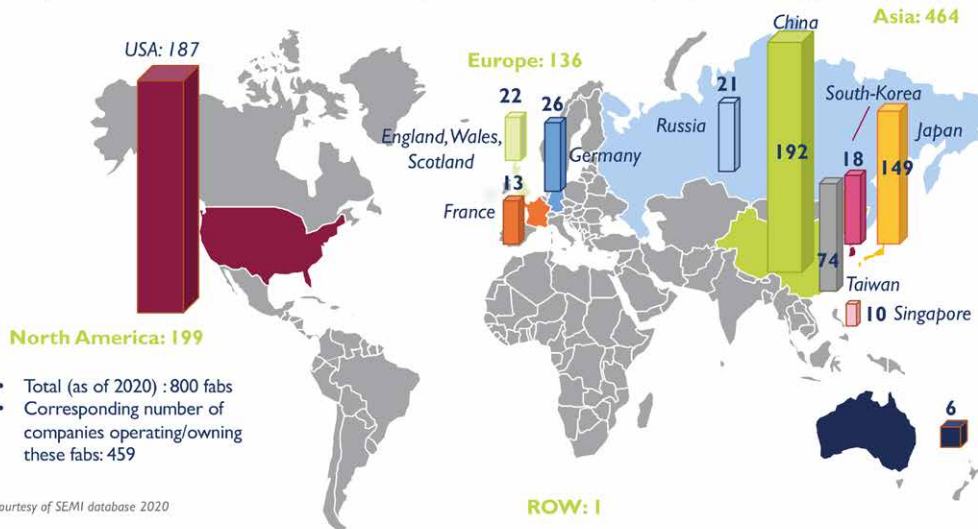 Asia: 464
China
USA: 187
Europe: 136
22
26
21
South-Korea
England, Wales,
Scotland
Germany
Russia
Japan
192
18
149
13
France
74
Taiwan
10 Singapore
North America: 199
• Total (as of 2020) : 800 fabs
• Corresponding number of
companies operating/owning
these fabs: 459
6
ourtesy of SEMI database 2020
ROW: 1